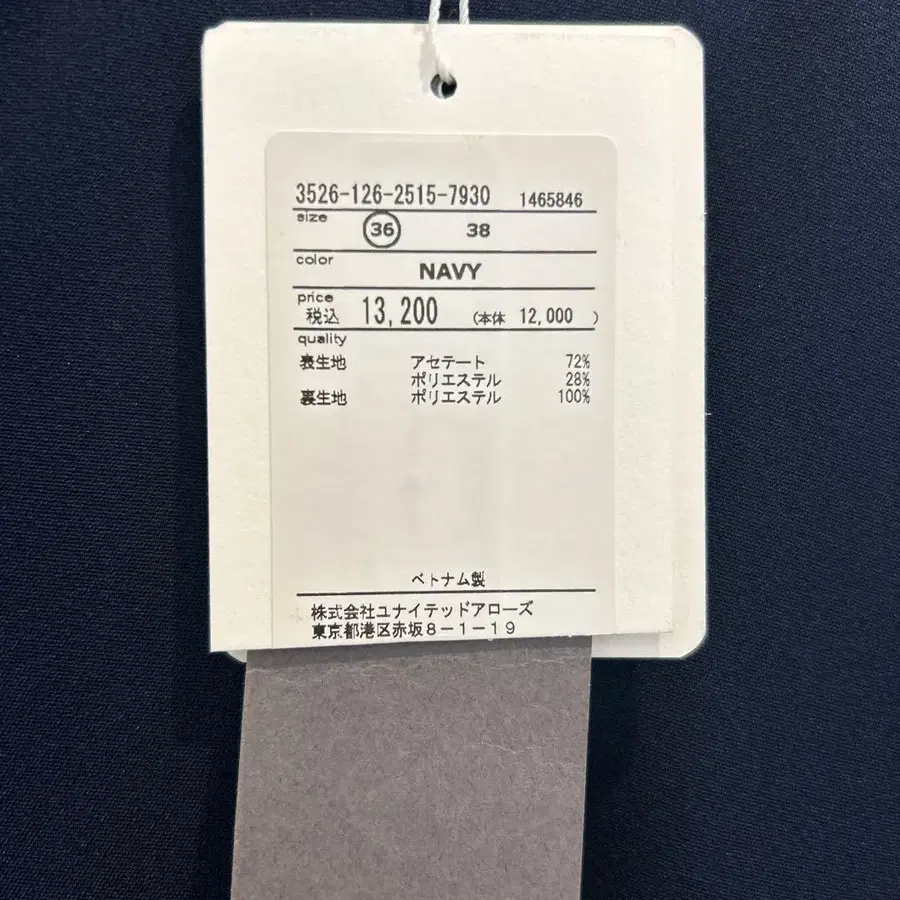 3526-126-2515-7930 1465846
size 36 38
color NAVY
price
税込 13,200 (本体 12,000 )
quality
表生地 アセテート 72%
ポリエステル 28%
裏生地 ポリエステル 100%
ベトナム製
株式会社ユナイテッドアローズ
東京都港区赤坂8-1-19